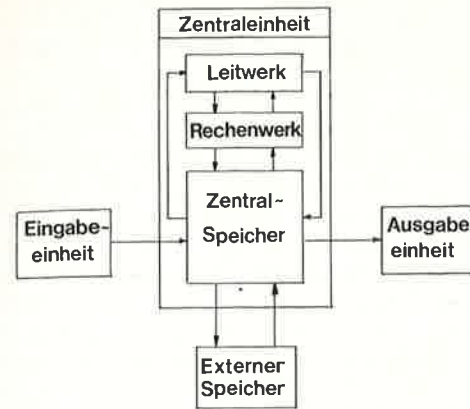 Zentraleinheit
Leitwerk
Rechenwerk
Zentral~
Speicher
Eingabe-
einheit
Ausgabe
einheit
Externer
Speicher